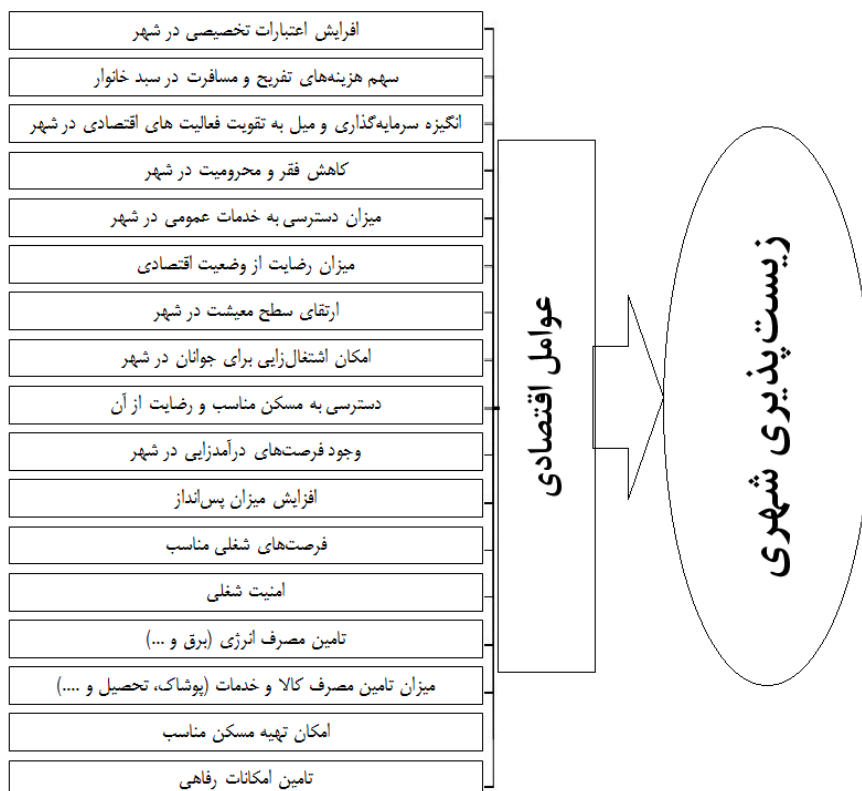 افرایش اعتبارات تخصیصی در شهر
سهم هزینه‌های تفریح و مسافرت در سبد خانوار
انگیزه سرمایه‌گذاری و میل به تقویت فعالیت های اقتصادی در شهر
کاهش فقر و محرومیت در شهر
میزان دسترسی به خدمات عمومی در شهر
میزان رضایت از وضعیت اقتصادی
ارتقای سطح معیشت در شهر
امکان اشتغال‌زایی برای جوانان در شهر
دسترسی به مسکن مناسب و رضایت از آن
وجود فرصت‌های درآمدزایی در شهر
افزایش میزان پس‌انداز
فرصت‌های شغلی مناسب
امنیت شغلی
تامین مصرف انرژی (برق و ...)
میزان تامین مصرف کالا و خدمات (پوشاک، تحصیل و ....)
امکان تهیه مسکن مناسب
تامین امکانات رفاهی
عوامل اقتصادی
زیست‌پذیری شهری